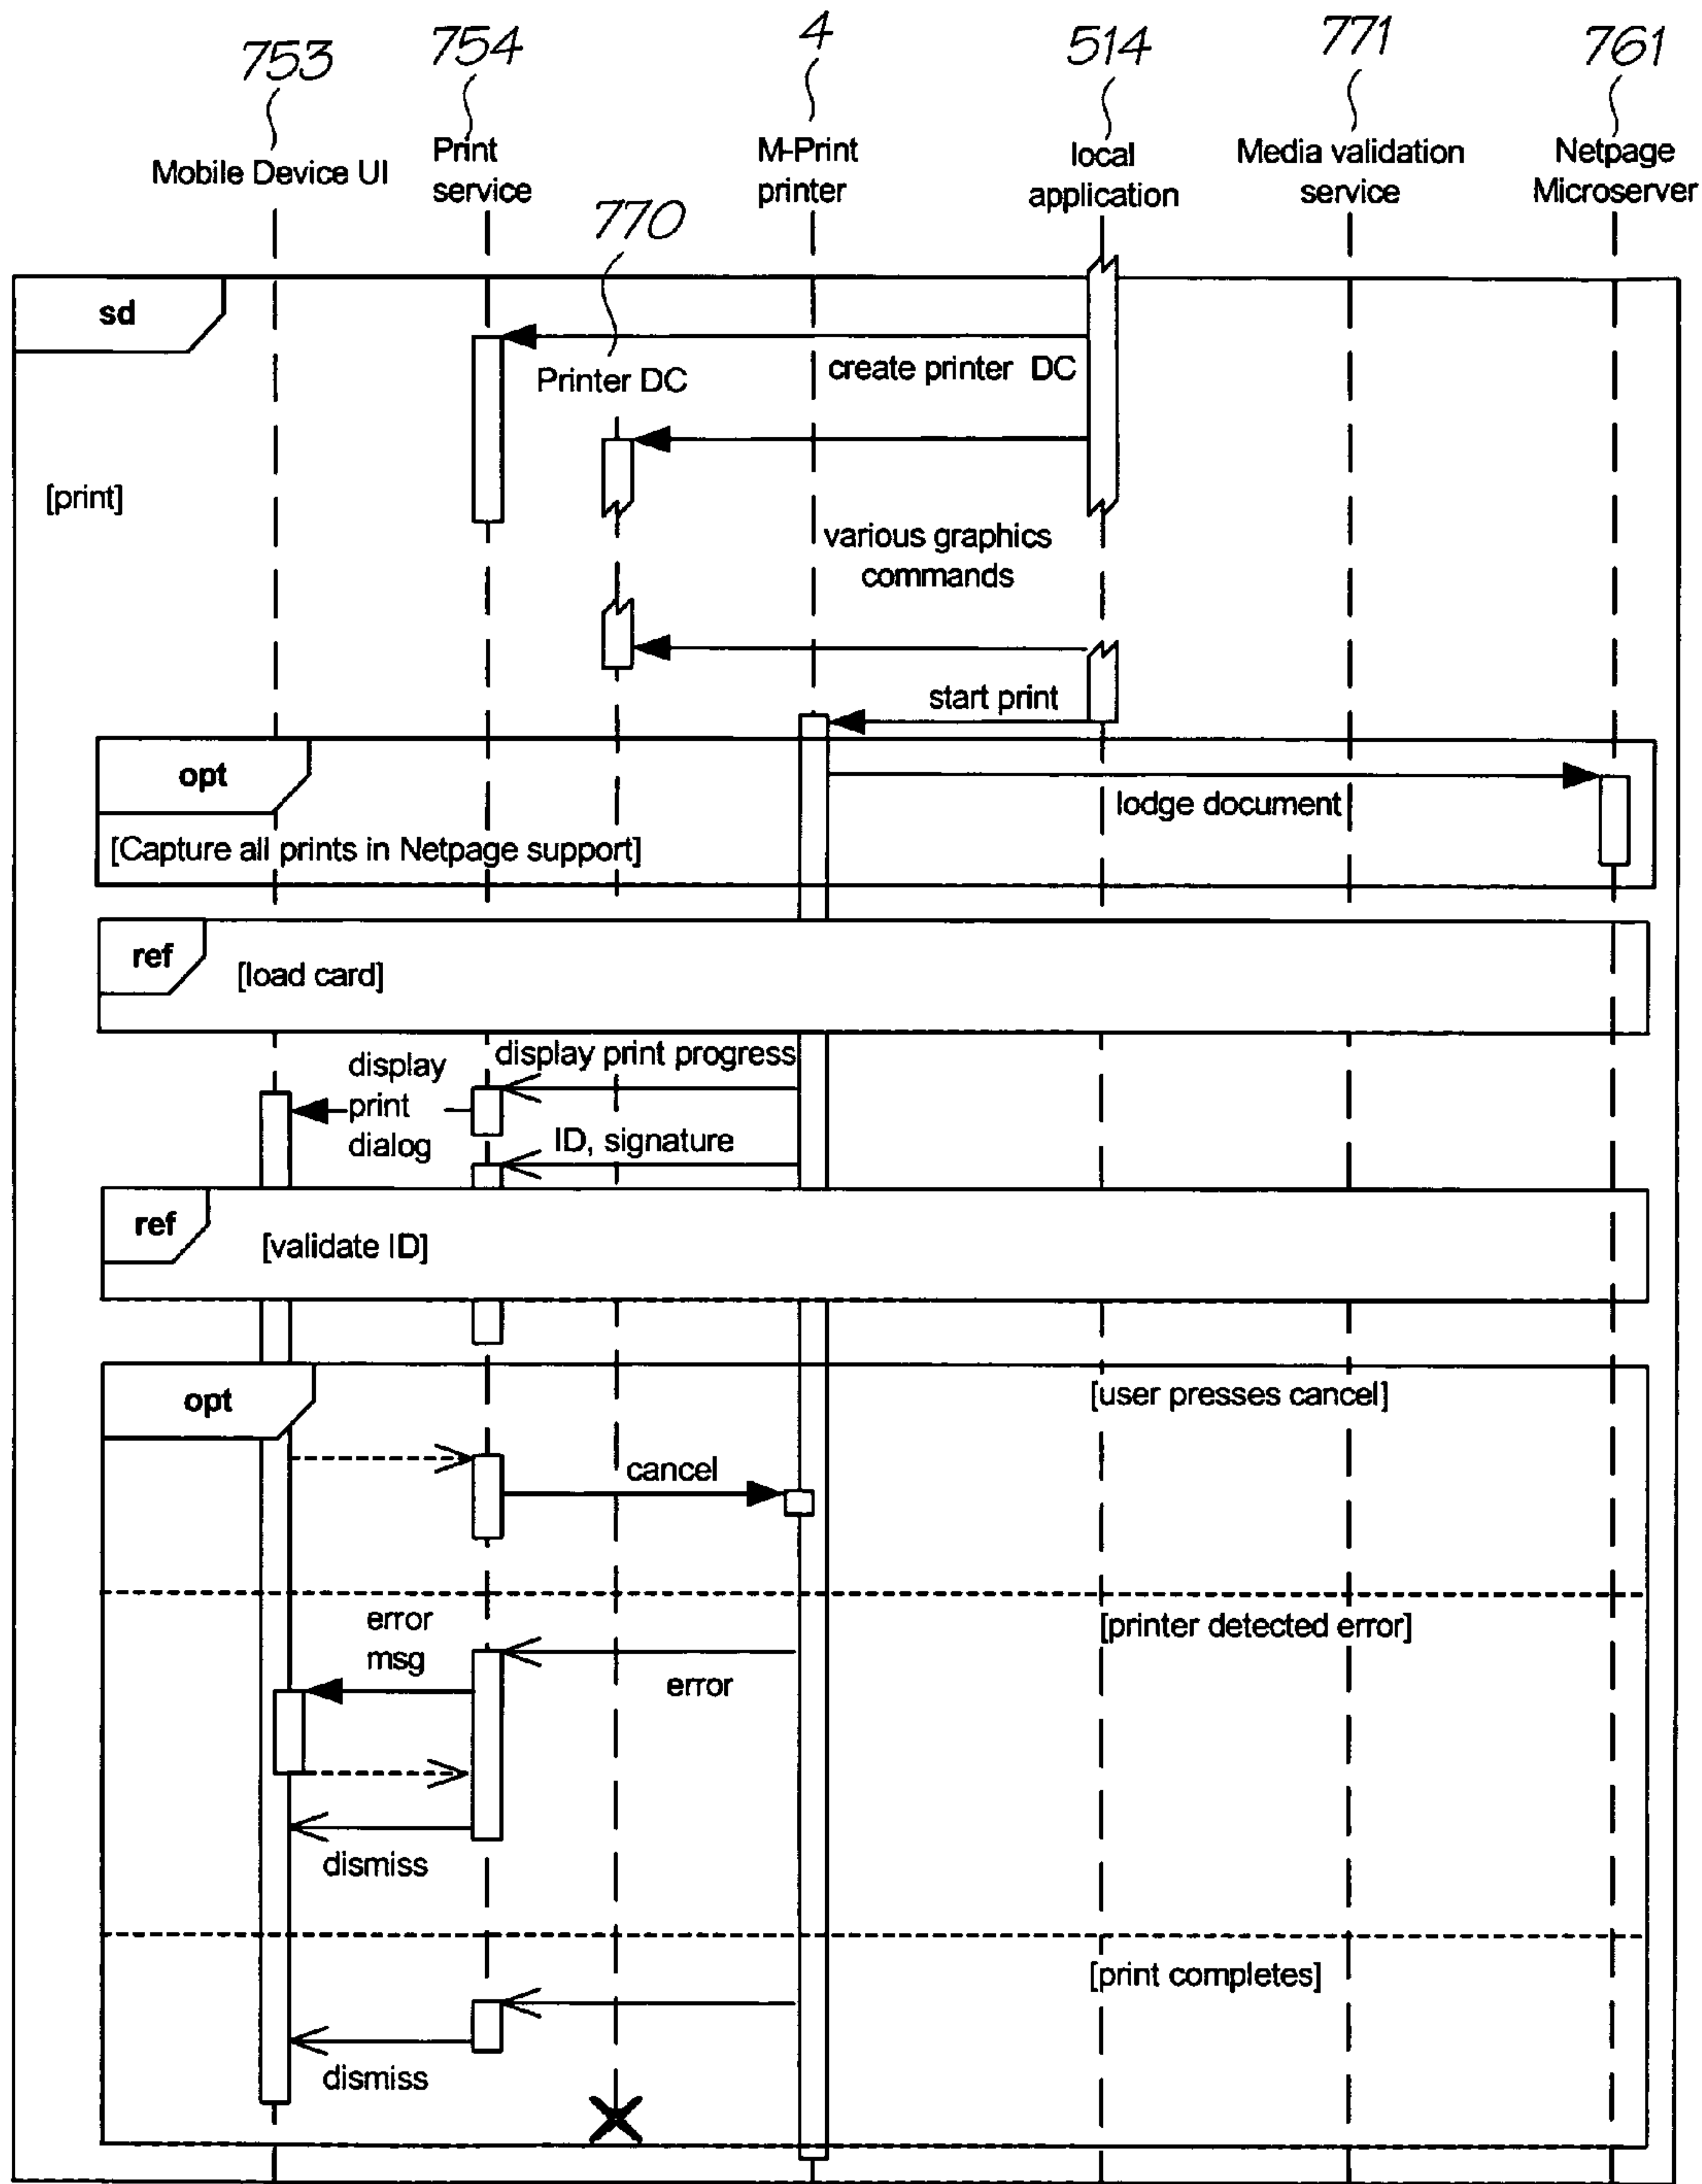 753
754
4
514
771
761
Mobile Device UI
Print
service
M-Print
printer
local
application
Media validation
service
Netpage
Microserver
770
sd
create printer DC
Printer DC
[print]
various graphics
commands
start print
opt
lodge document
[Capture all prints in Netpage support]
ref
[load card]
display print progress
display
print
dialog
ID, signature
ref
[validate ID]
opt
[user presses cancel]
cancel
error
msg
[printer detected error]
error
dismiss
[print completes]
dismiss